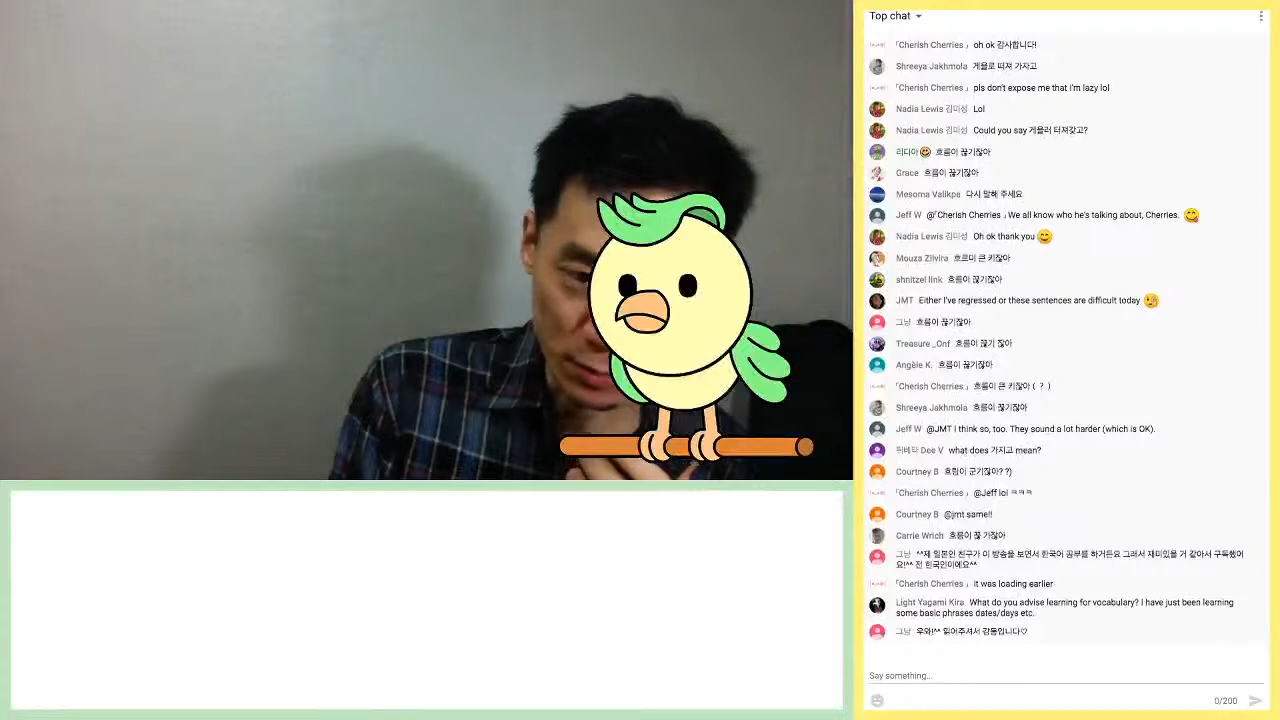 Top chat
「Cherish Cherries 」 oh ok 감사합니다!
Shreeya Jakhmola 게을로 떠져 가자고
「Cherish Cherries 」 pls don't expose me that I'm lazy lol
Nadia Lewis 김미성 Lol
Nadia Lewis 김미성 Could you say 게을러 터져갖고?
리디아 흐름이 끊기잖아
Grace 흐름이 끊기잖아
Mesoma Valikpe 다시 말해 주세요
Jeff W @「Cherish Cherries 」We all know who he's talking about, Cherries. 😋
Nadia Lewis 김미성 Oh ok thank you 😊
Mouza Zilvira 흐르미 큰 키잖아
shnitzel link 흐름이 끊기잖아
JMT Either I've regressed or these sentences are difficult today
그냥 흐름이 끊기잖아
Treasure _Onf 흐름이 끊기 잖아
Angèle K. 흐름이 끊기잖아
「Cherish Cherries 」 흐름이 큰 키잖아 ( ? )
Shreeya Jakhmola 흐름이 끊기잖아
Jeff W @JMT I think so, too. They sound a lot harder (which is OK).
Dee V what does 가지고 mean?
Courtney B 흐림이 군기잖아? ?)
「Cherish Cherries 」 @Jeff lol ㅋㅋㅋ
Courtney B @jmt same!!
Carrie Wrich 흐름이 끊 기잖아
그냥 ^^제 일본인 친구가 이 방송을 보면서 한국어 공부를 하거든요 그래서 재미있을 거 같아서 구독했어
요!^^ 전 한국인이에요^^
「Cherish Cherries 」 it was loading earlier
Light Yagami Kira What do you advise learning for vocabulary? I have just been learning
some basic phrases dates/days etc.
그냥 우와!^^ 읽어주셔서 감동입니다♡
Say something...
0/200